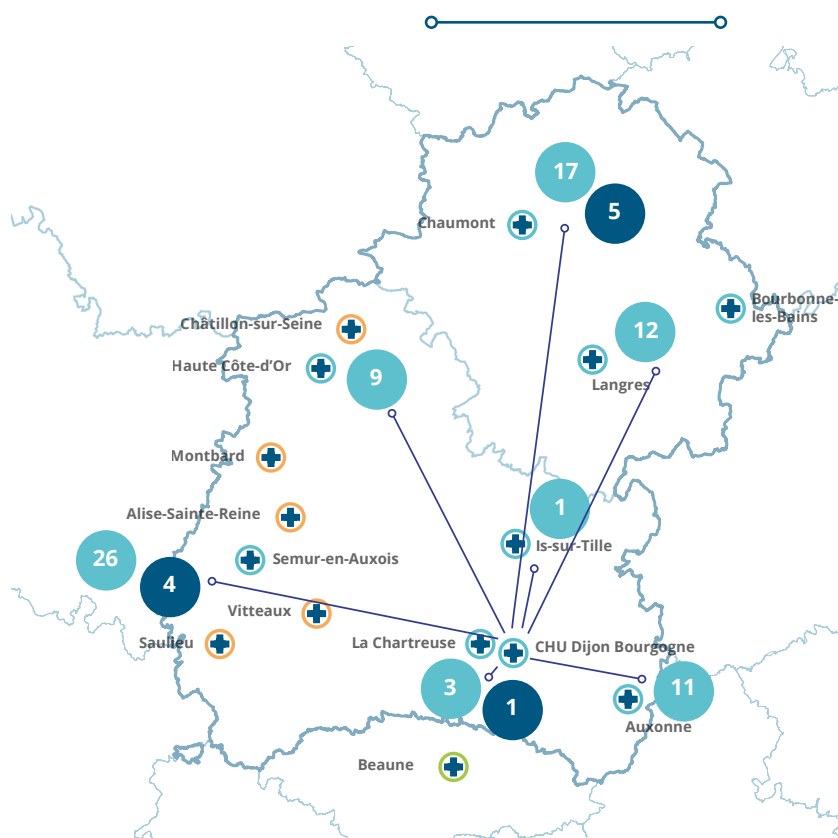 17
5
Chaumont
Bourbonne-
les-Bains
Châtillon-sur-Seine
12
Haute Côte-d’Or
9
Langres
Montbard
1
Alise-Sainte-Reine
Is-sur-Tille
26
Semur-en-Auxois
4
Vitteaux
Saulieu
La Chartreuse
CHU Dijon Bourgogne
3
11
1
Auxonne
Beaune